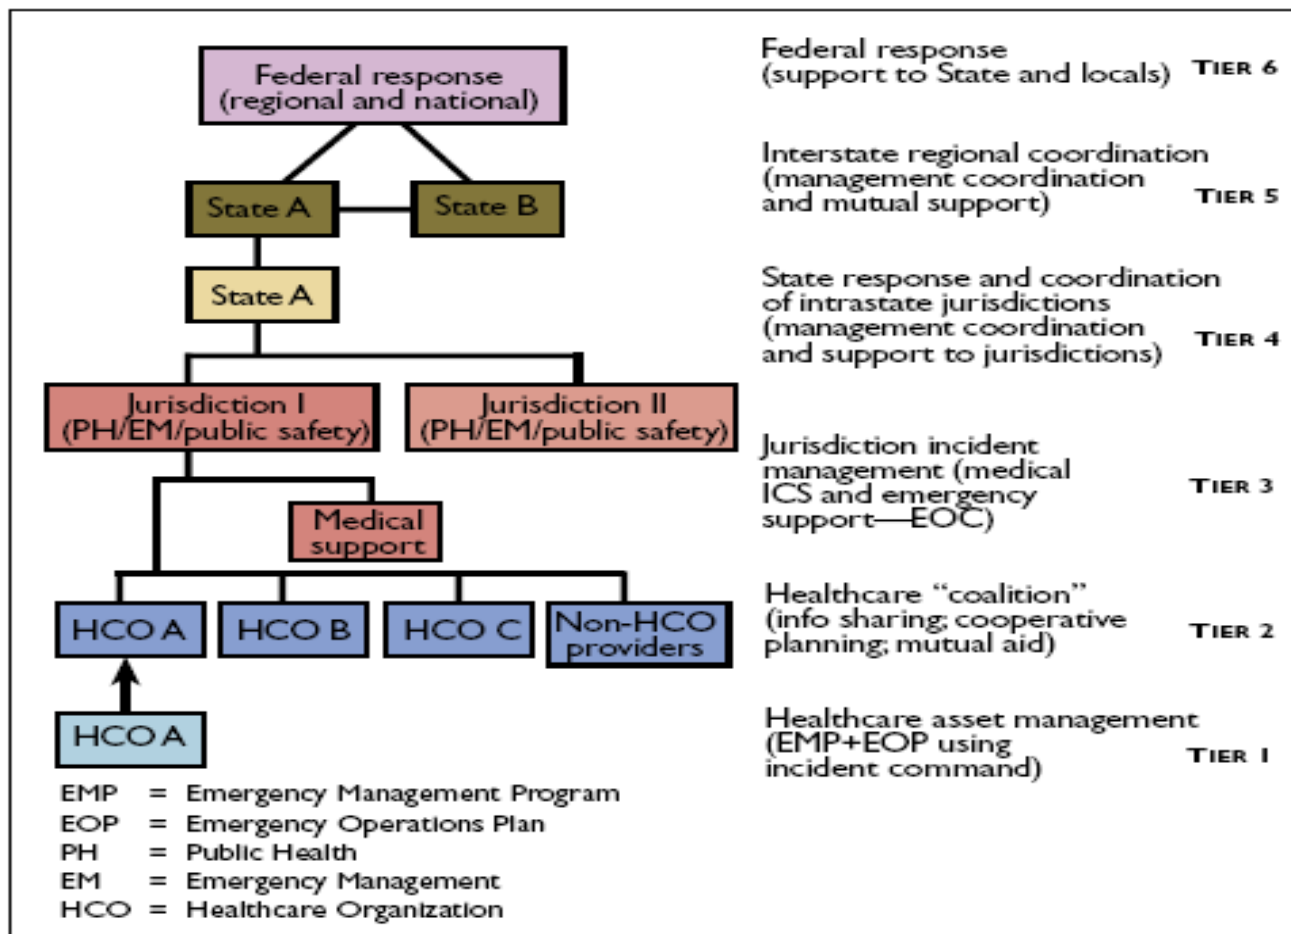 Federal response
(regional and national)
Federal response
(support to State and locals)
TIER 6
State A
State B
Interstate regional coordination
(management coordination
and mutual support)
TIER 5
State A
State response and coordination
of intrastate jurisdictions
(management coordination
and support to jurisdictions)
TIER 4
Jurisdiction I
(PH/EM/public safety)
Jurisdiction II
(PH/EM/public safety)
Medical
support
Jurisdiction incident
management (medical
ICS and emergency
support—EOC)
TIER 3
HCO A
HCO B
HCO C
Non-HCO
providers
Healthcare “coalition”
(info sharing; cooperative
planning; mutual aid)
TIER 2
HCO A
Healthcare asset management
(EMP+EOP using
incident command)
TIER 1
EMP = Emergency Management Program
EOP = Emergency Operations Plan
PH = Public Health
EM = Emergency Management
HCO = Healthcare Organization